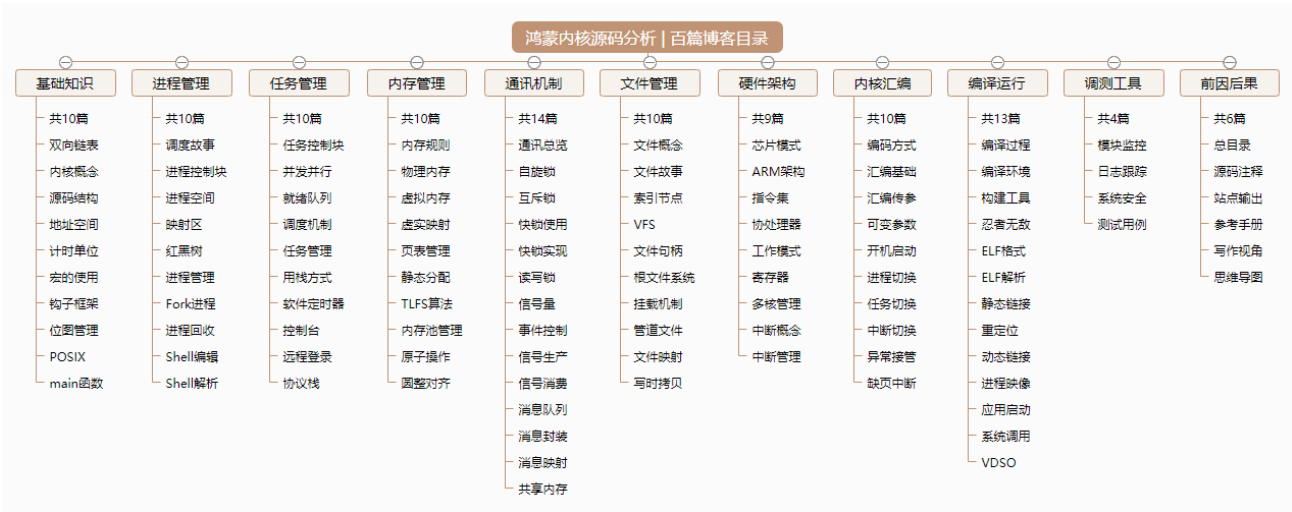 鸿蒙内核源码分析 | 百篇博客目录
基础知识
共10篇
双向链表
内核概念
源码结构
地址空间
计时单位
宏的使用
钩子框架
位图管理
POSIX
main函数
进程管理
共10篇
调度故事
进程控制块
进程空间
映射区
红黑树
进程管理
Fork进程
进程回收
Shell编辑
Shell解析
任务管理
共10篇
任务控制块
并发并行
就绪队列
调度机制
任务管理
用栈方式
软件定时器
控制台
远程登录
协议栈
内存管理
共10篇
内存规则
物理内存
虚拟内存
虚实映射
页表管理
静态分配
TLFS算法
内存池管理
原子操作
圆整对齐
通讯机制
共14篇
通讯总览
自旋锁
互斥锁
快锁使用
快锁实现
读写锁
信号量
事件控制
信号生产
信号消费
消息队列
消息封装
消息映射
共享内存
文件管理
共10篇
文件概念
文件故事
索引节点
VFS
文件句柄
根文件系统
挂载机制
管道文件
文件映射
写时拷贝
硬件架构
共9篇
芯片模式
ARM架构
指令集
协处理器
工作模式
寄存器
多核管理
中断概念
中断管理
内核汇编
共10篇
编码方式
汇编基础
汇编传参
可变参数
开机启动
进程切换
任务切换
中断切换
异常接管
缺页中断
编译运行
共13篇
编译过程
编译环境
构建工具
忍者无敌
ELF格式
ELF解析
静态链接
重定位
动态链接
进程映像
应用启动
系统调用
VDSO
调测工具
共4篇
模块监控
日志跟踪
系统安全
测试用例
前因后果
共6篇
总目录
源码注释
站点输出
参考手册
写作视角
思维导图